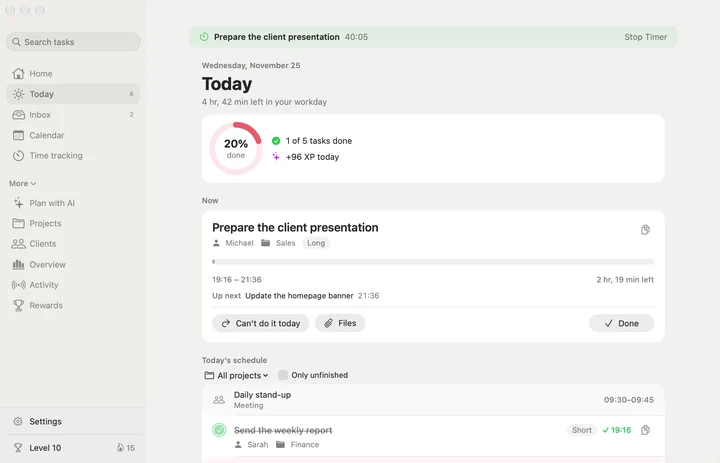 Search tasks
Home
Today 4
Inbox 2
Calendar
Time tracking
More
Plan with AI
Projects
Clients
Overview
Activity
Rewards
Settings
Level 10 15
Prepare the client presentation 40:05 Stop Timer
Wednesday, November 25
Today
4 hr, 42 min left in your workday
20%
done
1 of 5 tasks done
+96 XP today
Now
Prepare the client presentation
Michael Sales Long
19:16 – 21:36 2 hr, 19 min left
Up next Update the homepage banner 21:36
Can't do it today Files Done
Today's schedule
All projects Only unfinished
Daily stand-up 09:30–09:45
Meeting
Send the weekly report Short 19:16
Sarah Finance